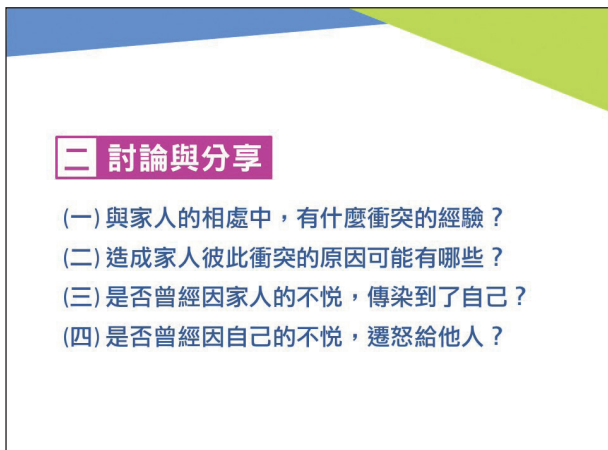 二 討論與分享
(一) 與家人的相處中，有什麼衝突的經驗？
(二) 造成家人彼此衝突的原因可能有哪些？
(三) 是否曾經因家人的不悅，傳染到了自己？
(四) 是否曾經因自己的不悅，遷怒給他人？